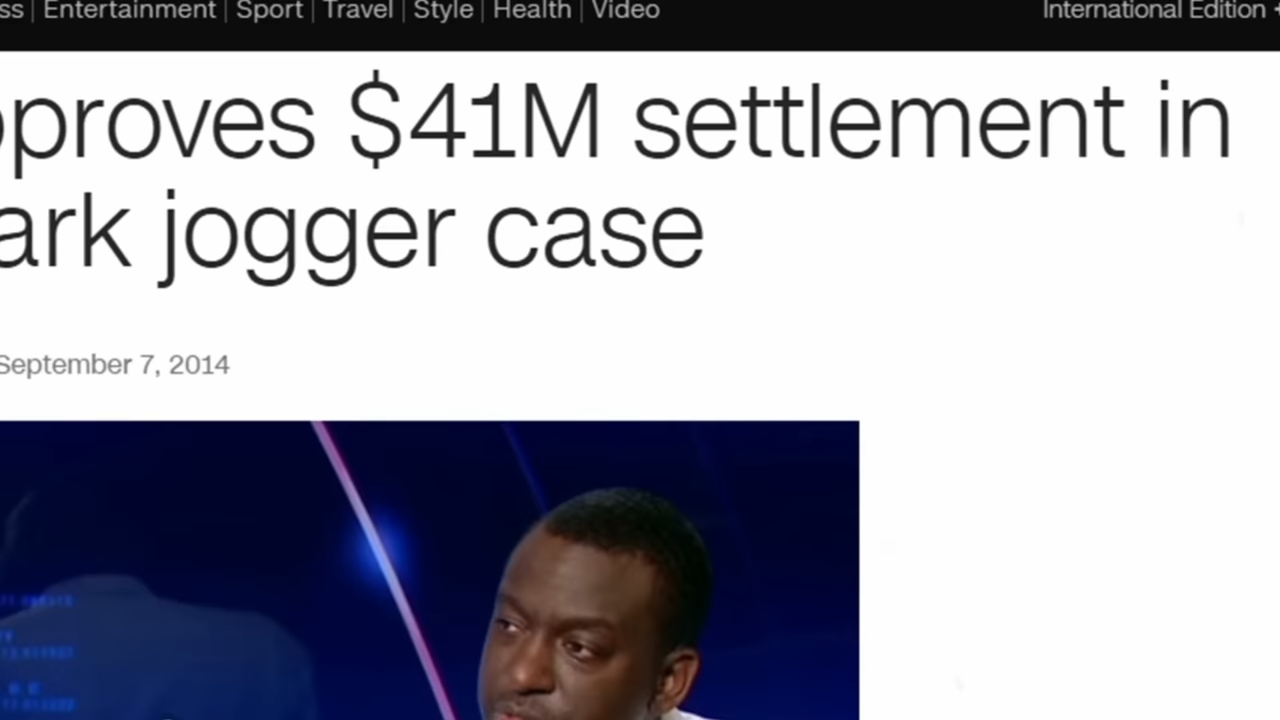 ss | Entertainment | Sport | Travel | Style | Health | Video
International Edition
pproves $41M settlement in
ark jogger case
September 7, 2014